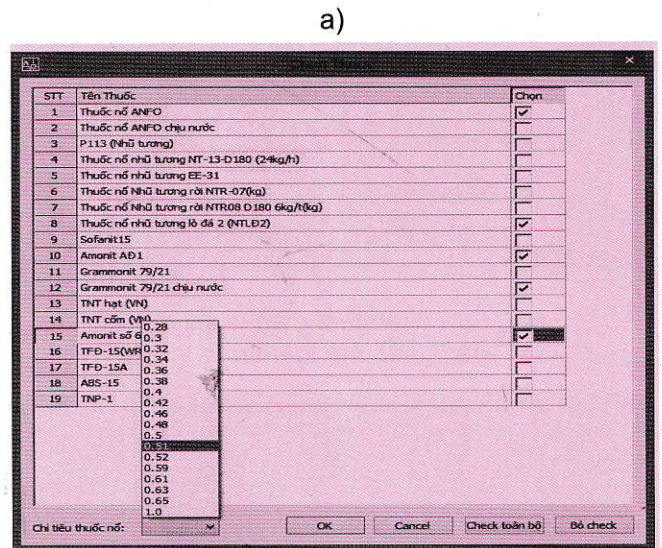 a)
STT Tên Thuốc Chọn
1 Thuốc nổ ANFO
2 Thuốc nổ ANFO chịu nước
3 P113 (Nhũ tương)
4 Thuốc nổ nhũ tương NT-13-D180 (24kg/h)
5 Thuốc nổ nhũ tương EE-31
6 Thuốc nổ Nhũ tương rời NTR-07(kg)
7 Thuốc nổ Nhũ tương rời NTR08 D180 6kg/t(kg)
8 Thuốc nổ nhũ tương lò đá 2 (NTLĐ2)
9 Sofanit15
10 Amonit AĐ1
11 Grammonit 79/21
12 Grammonit 79/21 chịu nước
13 TNT hạt (VN)
14 TNT cốm (VN)
15 Amonit số 6
16 TFĐ-15(WR
17 TFĐ-15A
18 ABS-15
19 TNP-1
0.28
0.3
0.32
0.34
0.36
0.38
0.4
0.42
0.46
0.48
0.5
0.51
0.52
0.59
0.61
0.63
0.65
1.0
Chỉ tiêu thuốc nổ: OK Cancel Check toàn bộ Bỏ check